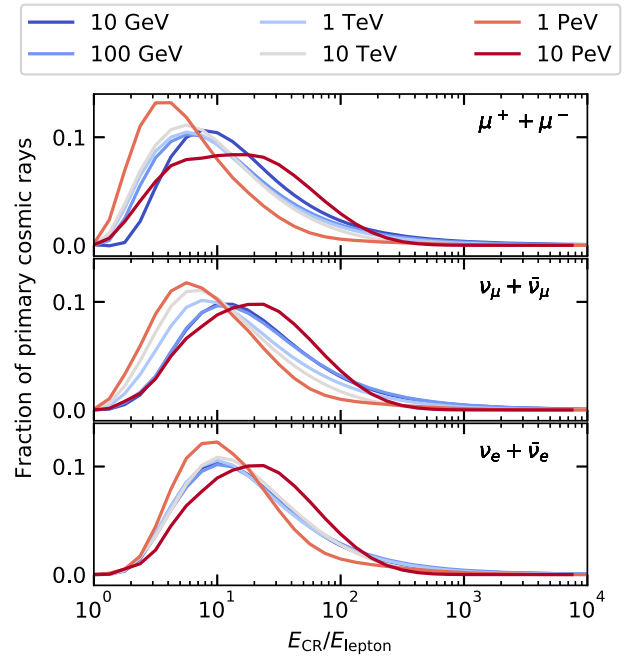 10 GeV 1 TeV 1 PeV
100 GeV 10 TeV 10 PeV
Fraction of primary cosmic rays
0.1
0.0
μ⁺ + μ⁻
0.1
0.0
ν_μ + ν̄_μ
0.1
0.0
ν_e + ν̄_e
10⁰ 10¹ 10² 10³ 10⁴
E_CR/E_lepton